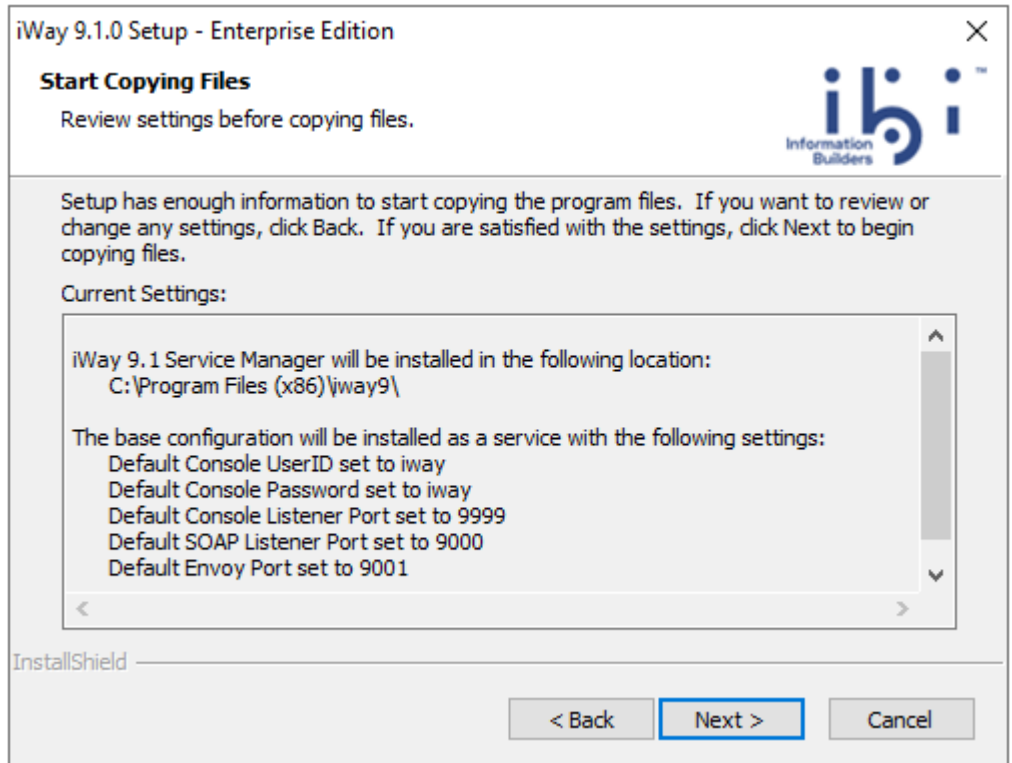 iWay 9.1.0 Setup - Enterprise Edition
Start Copying Files
Review settings before copying files.
ibi ™
Information
Builders
Setup has enough information to start copying the program files.  If you want to review or
change any settings, click Back.  If you are satisfied with the settings, click Next to begin
copying files.
Current Settings:
iWay 9.1 Service Manager will be installed in the following location:
C:\Program Files (x86)\iway9\
The base configuration will be installed as a service with the following settings:
Default Console UserID set to iway
Default Console Password set to iway
Default Console Listener Port set to 9999
Default SOAP Listener Port set to 9000
Default Envoy Port set to 9001
InstallShield
< Back
Next >
Cancel